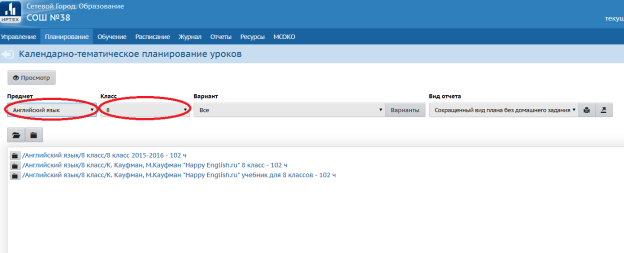 Сетевой Город. Образование
ИРТЕХ
СОШ №38
текущ
Управление Планирование Обучение Расписание Журнал Отчеты Ресурсы МСОКО
Календарно-тематическое планирование уроков
Просмотр
Предмет Класс Вариант Вид отчета
Английский язык 8 Все Варианты Сокращенный вид плана без домашнего задания
/Английский язык/8 класс/8 класс 2015-2016 - 102 ч
/Английский язык/8 класс/К. Кауфман, М.Кауфман "Happy English.ru" 8 класс - 102 ч
/Английский язык/8 класс/К. Кауфман, М.Кауфман "Happy English.ru" учебник для 8 классов - 102 ч